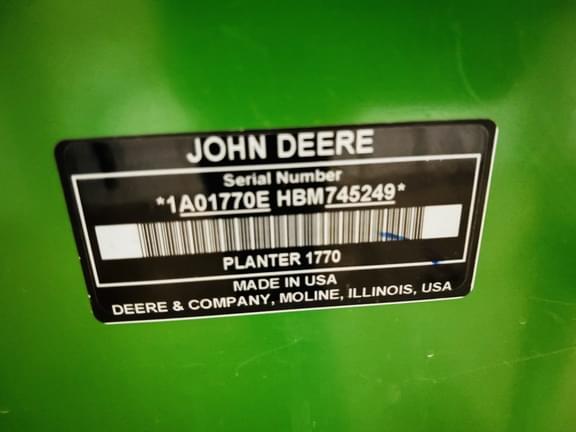 JOHN DEERE
Serial Number
*1A01770E HBM745249*
PLANTER 1770
MADE IN USA
DEERE & COMPANY, MOLINE, ILLINOIS, USA